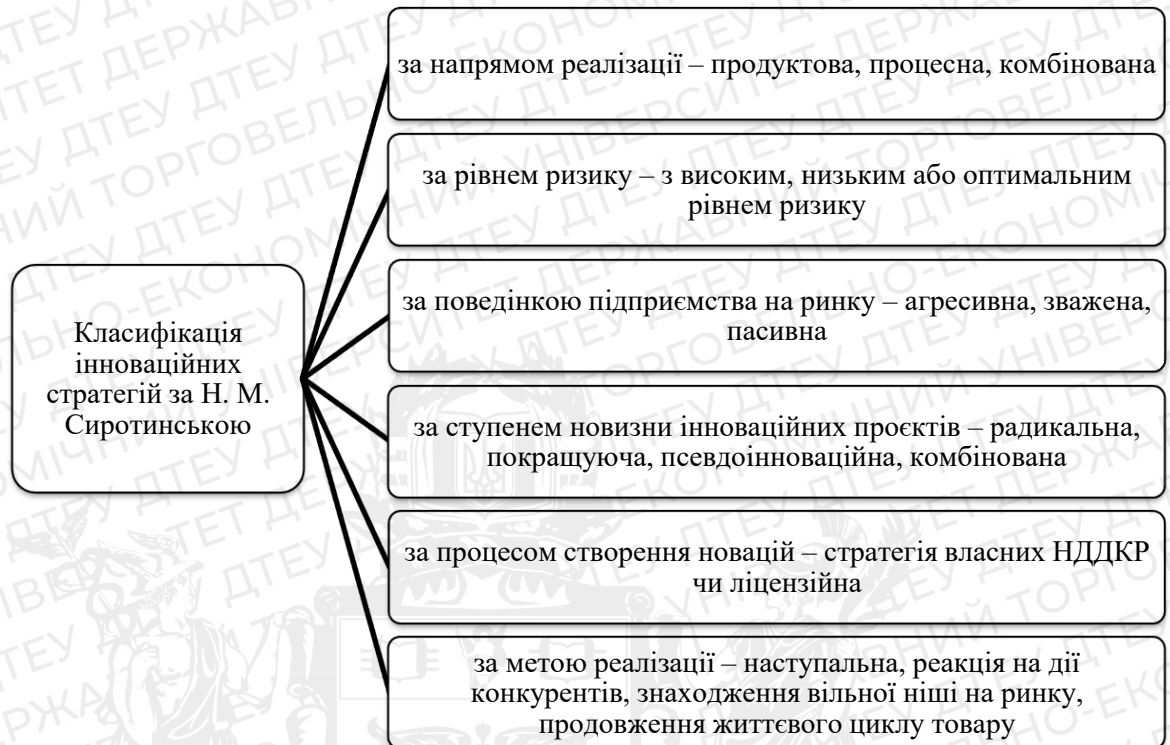 за напрямом реалізації – продуктова, процесна, комбінована
за рівнем ризику – з високим, низьким або оптимальним
рівнем ризику
за поведінкою підприємства на ринку – агресивна, зважена,
пасивна
Класифікація
інноваційних
стратегій за Н. М.
Сиротинською
за ступенем новизни інноваційних проєктів – радикальна,
покращуюча, псевдоінноваційна, комбінована
за процесом створення новацій – стратегія власних НДДКР
чи ліцензійна
за метою реалізації – наступальна, реакція на дії
конкурентів, знаходження вільної ніші на ринку,
продовження життєвого циклу товару